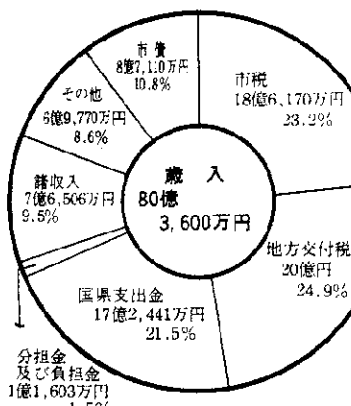 市債
8億7,110万円
10.8%
市税
18億6,170万円
23.2%
その他
6億9,770万円
8.6%
諸収入
7億6,506万円
9.5%
歳入
80億
3,600万円
地方交付税
20億円
24.9%
国県支出金
17億2,441万円
21.5%
分担金
及び負担金
1億1,603万円